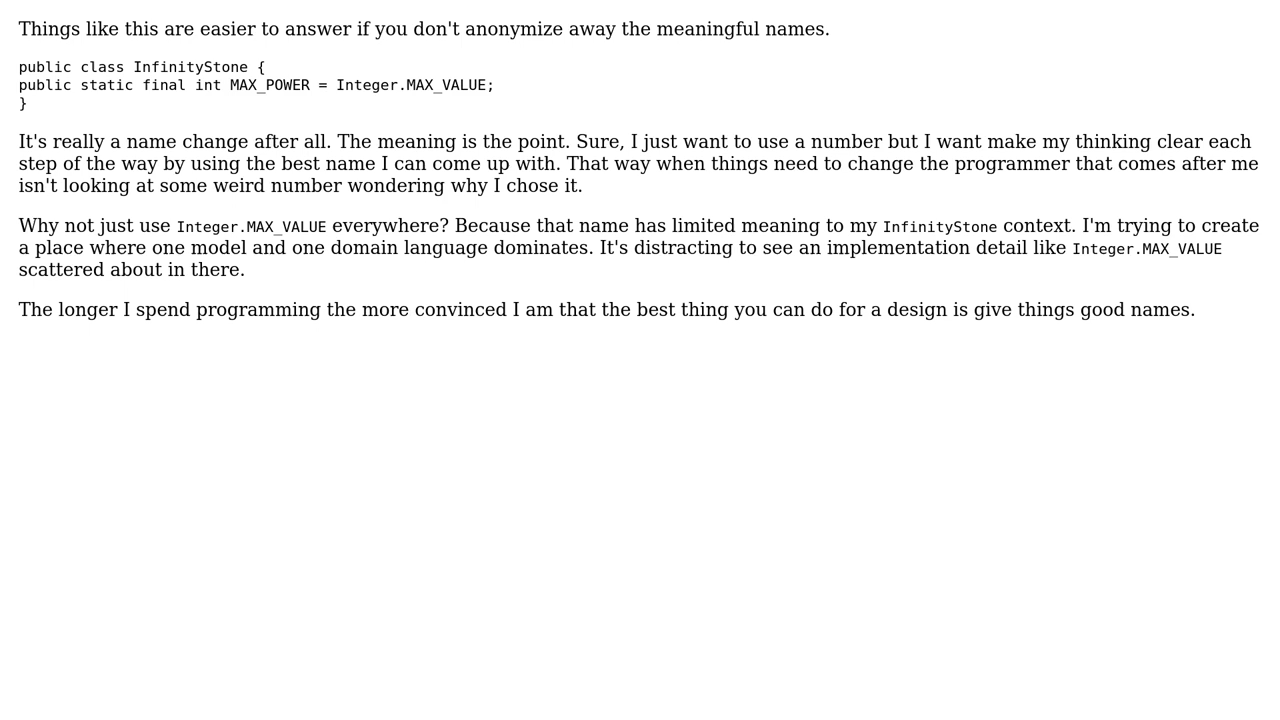 Things like this are easier to answer if you don't anonymize away the meaningful names.
public class InfinityStone {
public static final int MAX_POWER = Integer.MAX_VALUE;
}
It's really a name change after all. The meaning is the point. Sure, I just want to use a number but I want make my thinking clear each
step of the way by using the best name I can come up with. That way when things need to change the programmer that comes after me
isn't looking at some weird number wondering why I chose it.
Why not just use Integer.MAX_VALUE everywhere? Because that name has limited meaning to my InfinityStone context. I'm trying to create
a place where one model and one domain language dominates. It's distracting to see an implementation detail like Integer.MAX_VALUE
scattered about in there.
The longer I spend programming the more convinced I am that the best thing you can do for a design is give things good names.